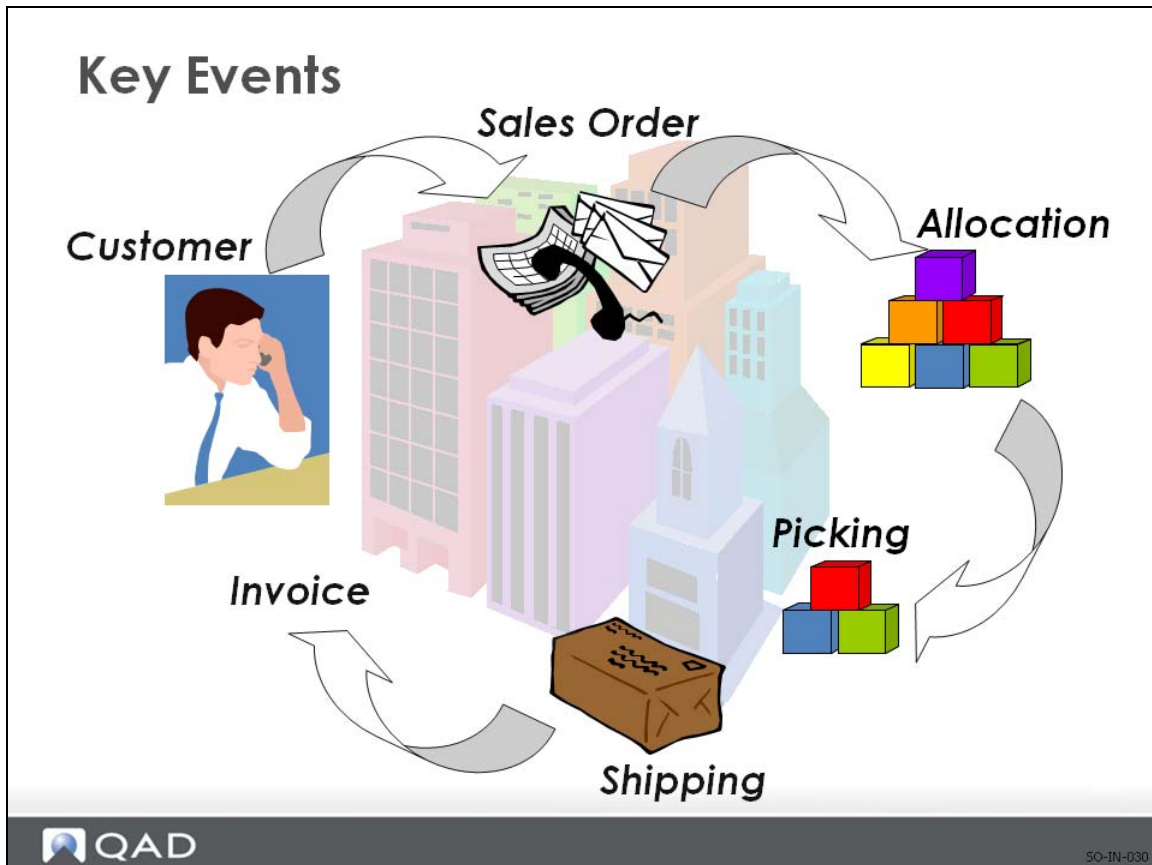 Key Events
Sales Order
Customer
Allocation
Picking
Invoice
Shipping
QAD
SO-IN-030